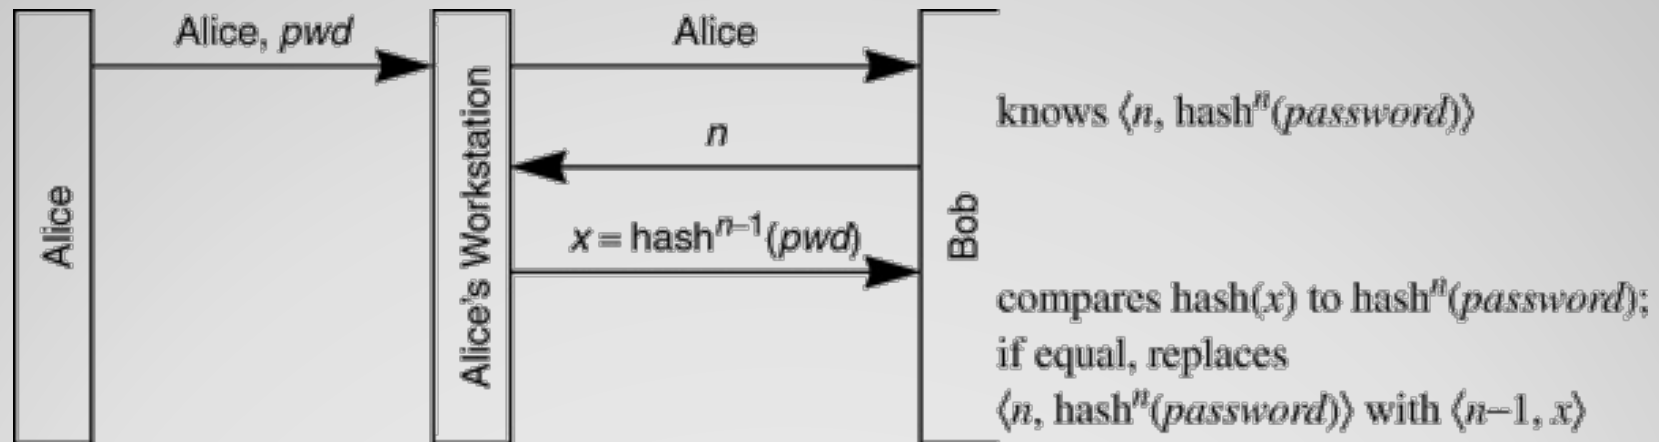 Alice, pwd
Alice
knows ⟨n, hashⁿ(password)⟩
n
x = hashⁿ⁻¹(pwd)
Alice
Alice's Workstation
Bob
compares hash(x) to hashⁿ(password);
if equal, replaces
⟨n, hashⁿ(password)⟩ with ⟨n–1, x⟩